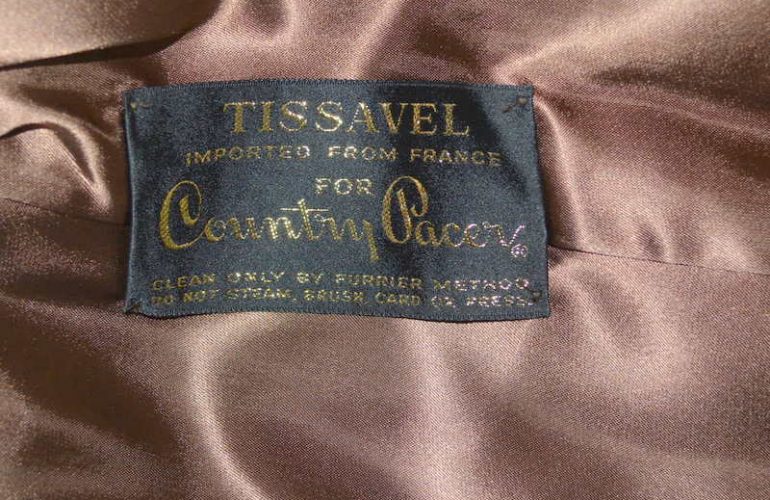 TISSAVEL
IMPORTED FROM FRANCE
FOR
Country Pacer®
CLEAN ONLY BY FURRIER METHOD
DO NOT STEAM, BRUSH, CARD OR PRESS.